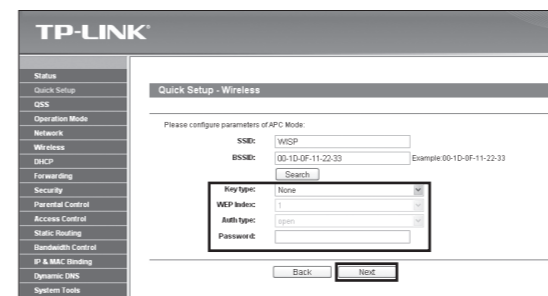 TP-LINK®
Status
Quick Setup
QSS
Operation Mode
Network
Wireless
DHCP
Forwarding
Security
Parental Control
Access Control
Static Routing
Bandwidth Control
IP & MAC Binding
Dynamic DNS
System Tools
Quick Setup - Wireless
Please configure parameters of APC Mode:
SSID: WISP
BSSID: 00-1D-0F-11-22-33 Example:00-1D-0F-11-22-33
Search
Key type: None
WEP Index: 1
Auth type: open
Password:
Back Next